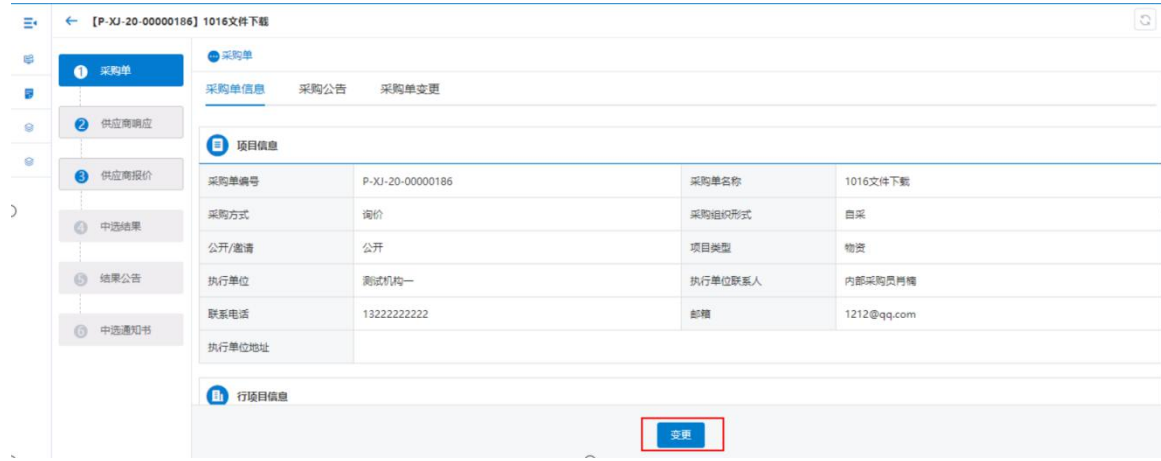 【P-XJ-20-00000186】1016文件下载
1 采购单
2 供应商响应
3 供应商报价
4 中选结果
5 结果公告
6 中选通知书
采购单
采购单信息 采购公告 采购单变更
项目信息
采购单编号 P-XJ-20-00000186 采购单名称 1016文件下载
采购方式 询价 采购组织形式 自采
公开/邀请 公开 项目类型 物资
执行单位 测试机构一 执行单位联系人 内部采购员肖楠
联系电话 13222222222 邮箱 1212@qq.com
执行单位地址
行项目信息
变更